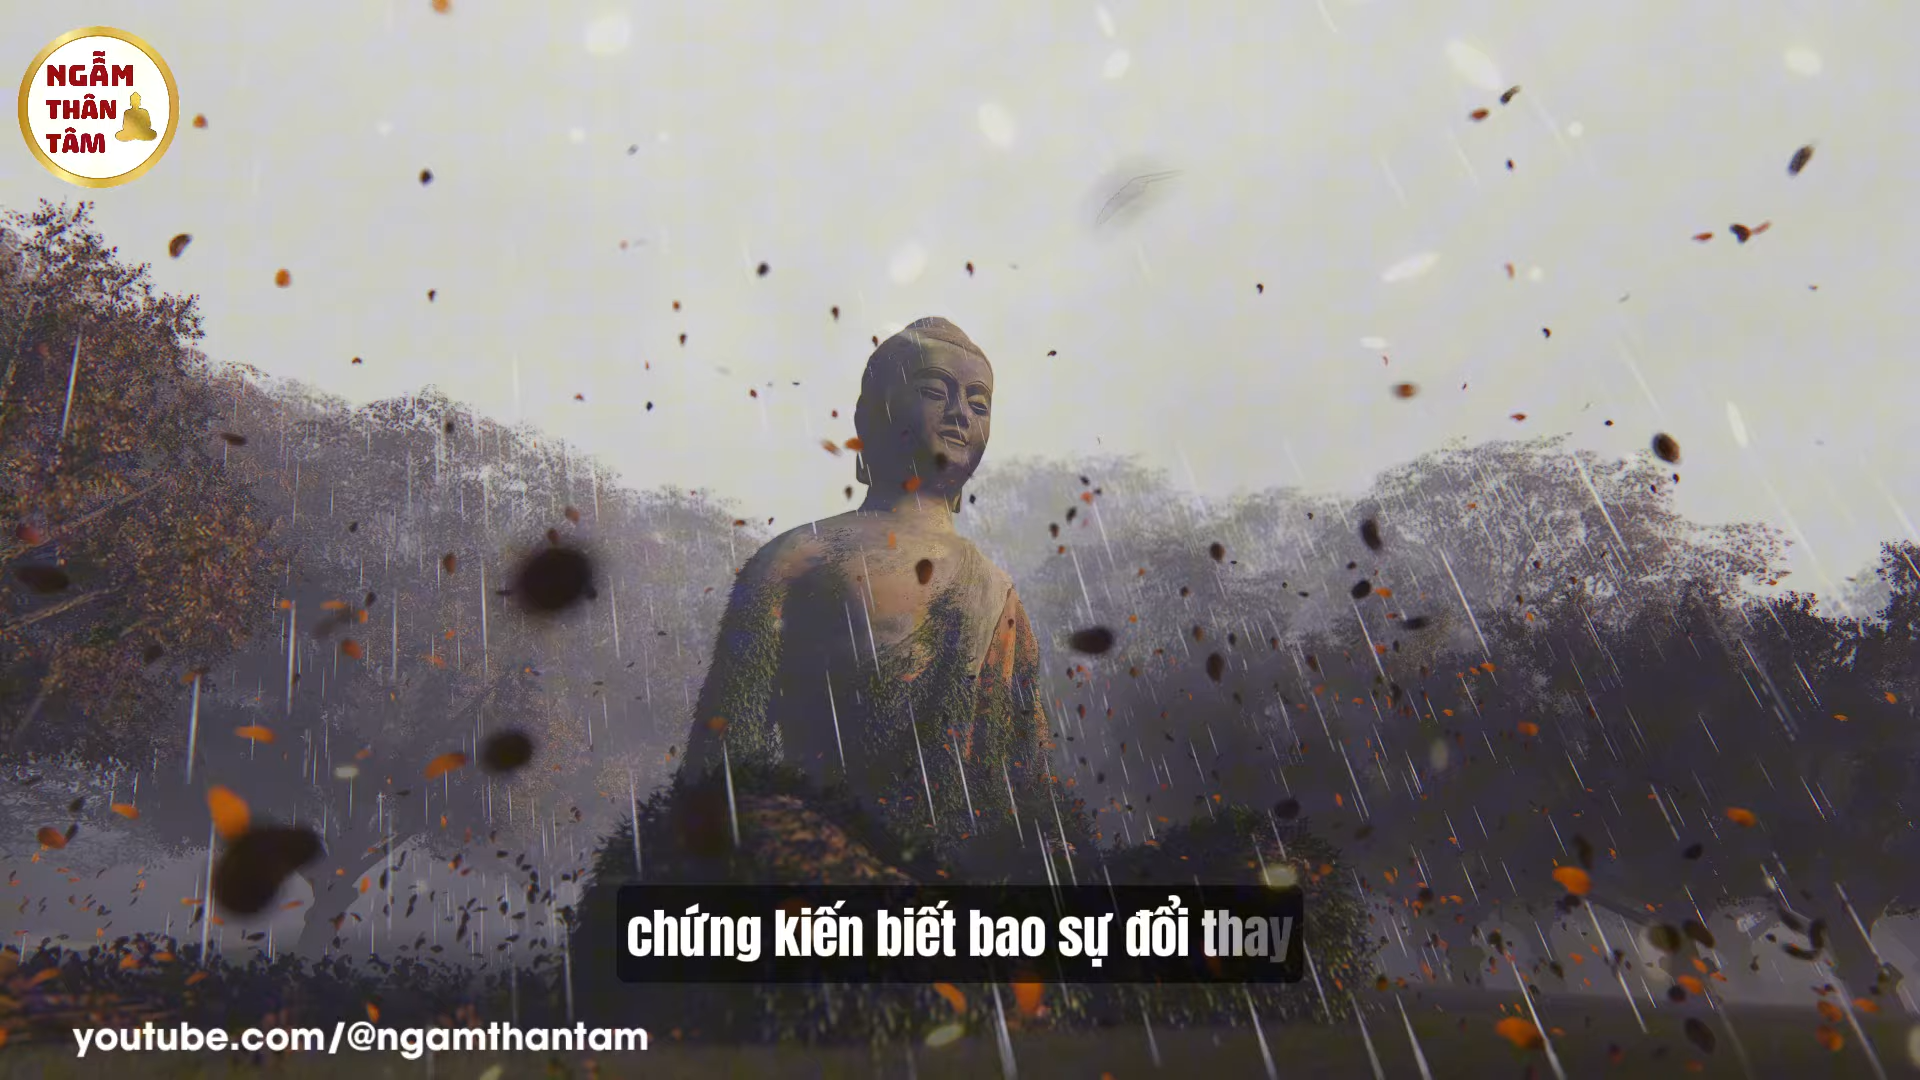 NGẪM
THÂN
TÂM
chứng kiến biết bao sự đổi thay
youtube.com/@ngamthantam